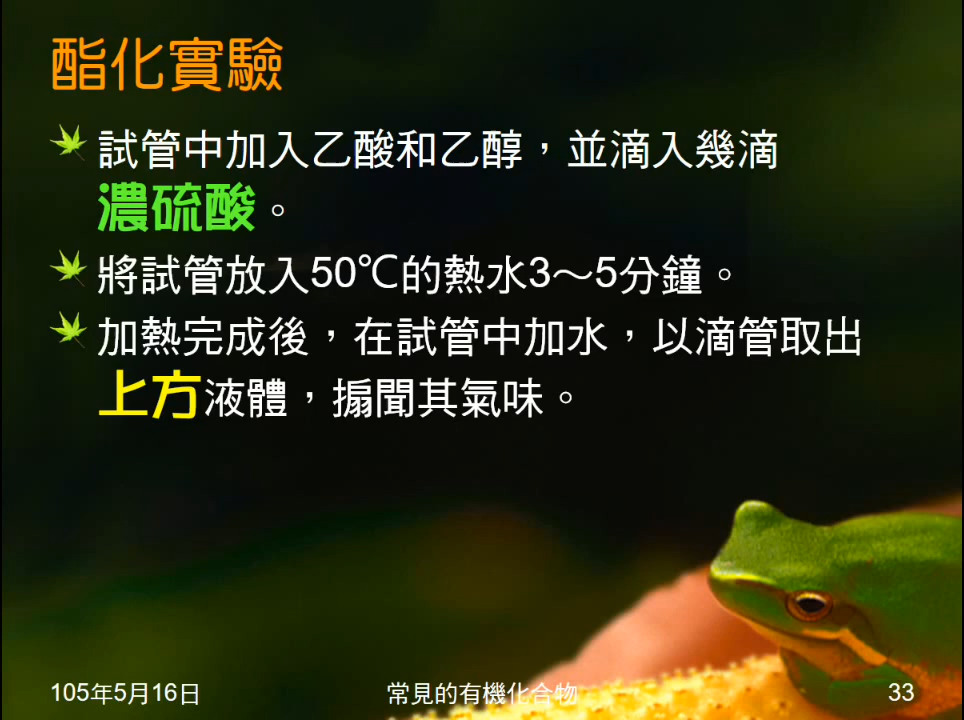 酯化實驗
試管中加入乙酸和乙醇，並滴入幾滴
濃硫酸。
將試管放入50℃的熱水3～5分鐘。
加熱完成後，在試管中加水，以滴管取出
上方液體，搧聞其氣味。
105年5月16日
常見的有機化合物
33